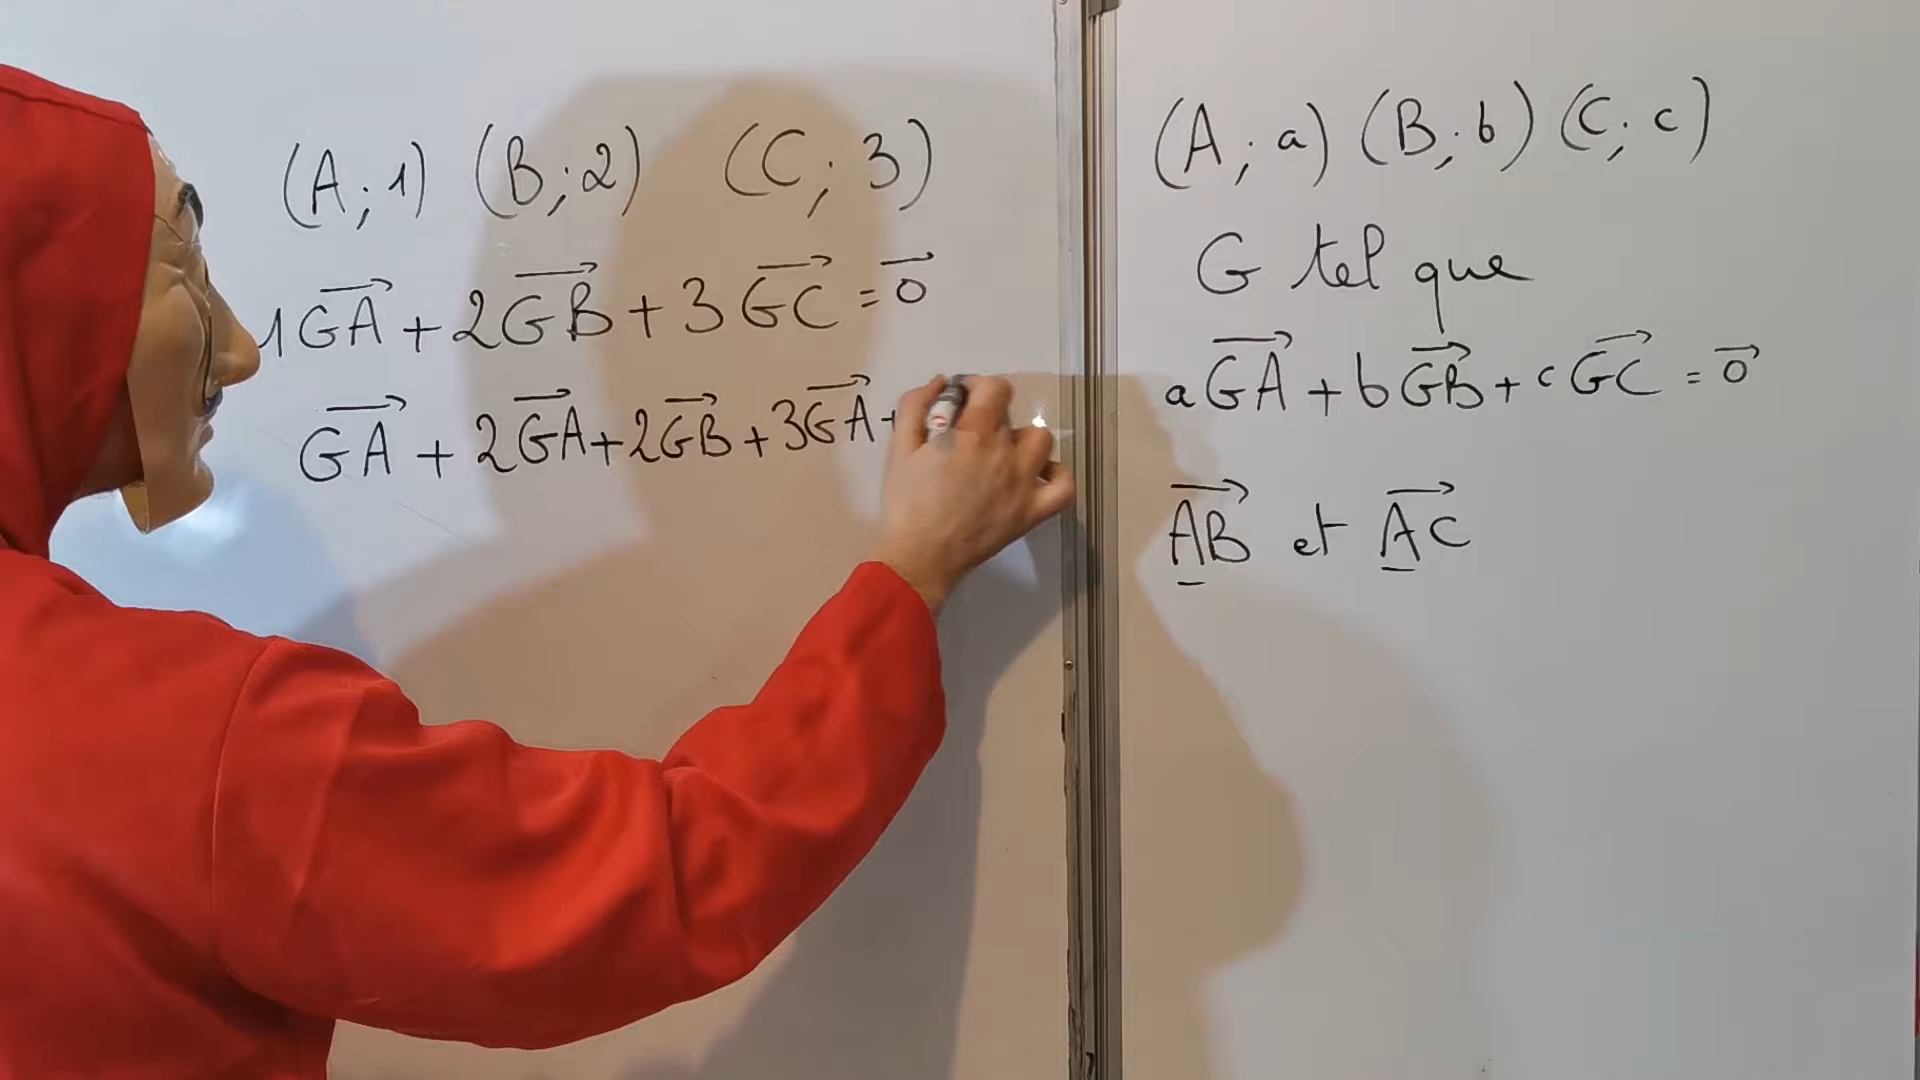 (A ; 1) (B ; 2) (C ; 3)
1GA⃗ + 2GB⃗ + 3GC⃗ = 0⃗
GA⃗ + 2GA⃗ + 2GB⃗ + 3GA⃗ +
(A ; a) (B ; b) (C ; c)
G tel que
aGA⃗ + bGB⃗ + cGC⃗ = 0⃗
AB⃗ et AC⃗